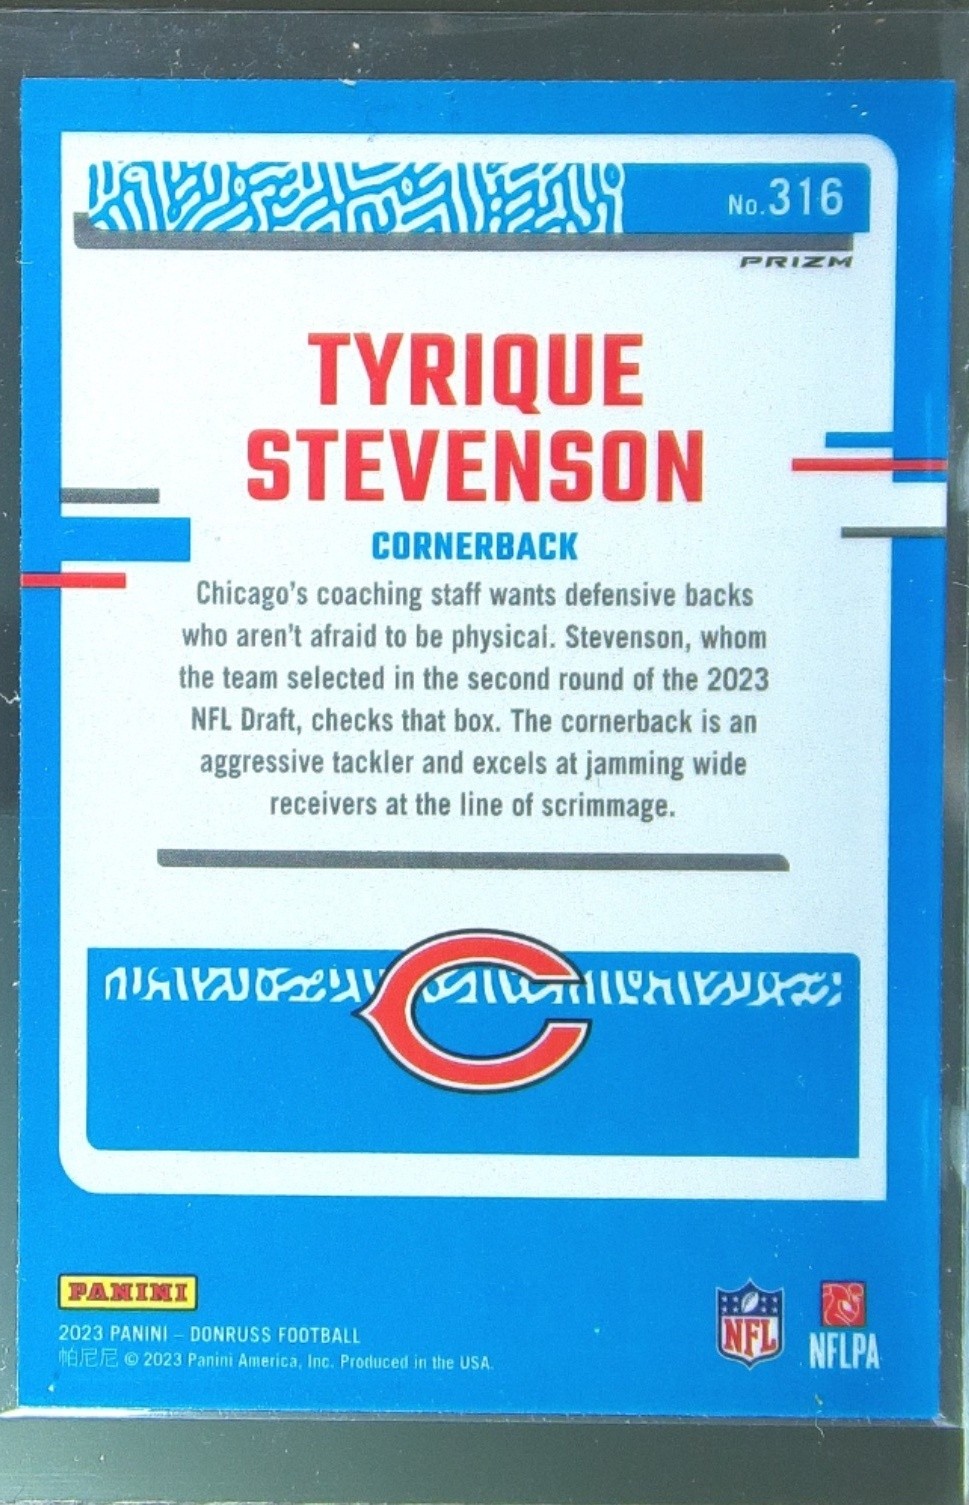 No. 316
PRIZM
TYRIQUE
STEVENSON
CORNERBACK
Chicago's coaching staff wants defensive backs
who aren't afraid to be physical. Stevenson, whom
the team selected in the second round of the 2023
NFL Draft, checks that box. The cornerback is an
aggressive tackler and excels at jamming wide
receivers at the line of scrimmage.
C
PANINI
2023 PANINI – DONRUSS FOOTBALL
帕尼尼 © 2023 Panini America, Inc. Produced in the USA.
NFL
NFLPA